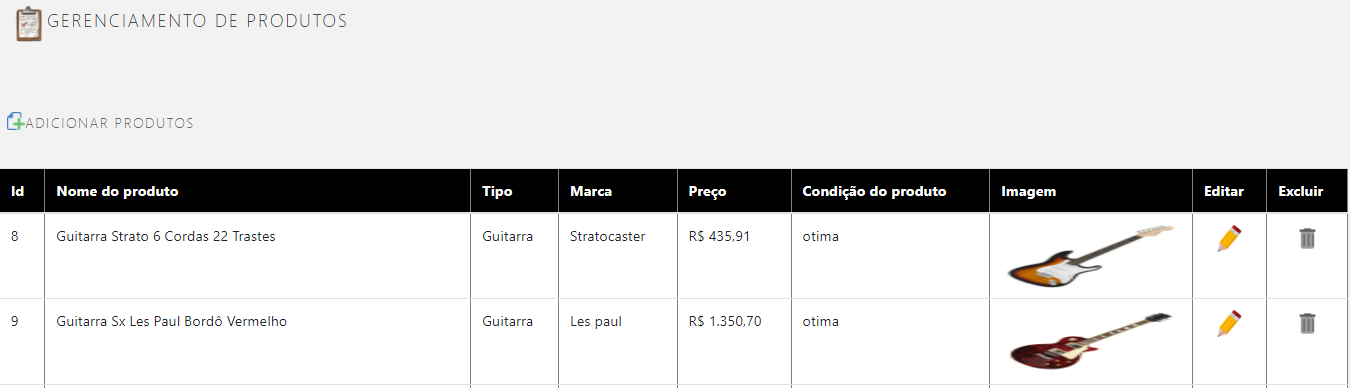 GERENCIAMENTO DE PRODUTOS
ADICIONAR PRODUTOS
Id Nome do produto Tipo Marca Preço Condição do produto Imagem Editar Excluir
8 Guitarra Strato 6 Cordas 22 Trastes Guitarra Stratocaster R$ 435,91 otima
9 Guitarra Sx Les Paul Bordô Vermelho Guitarra Les paul R$ 1.350,70 otima